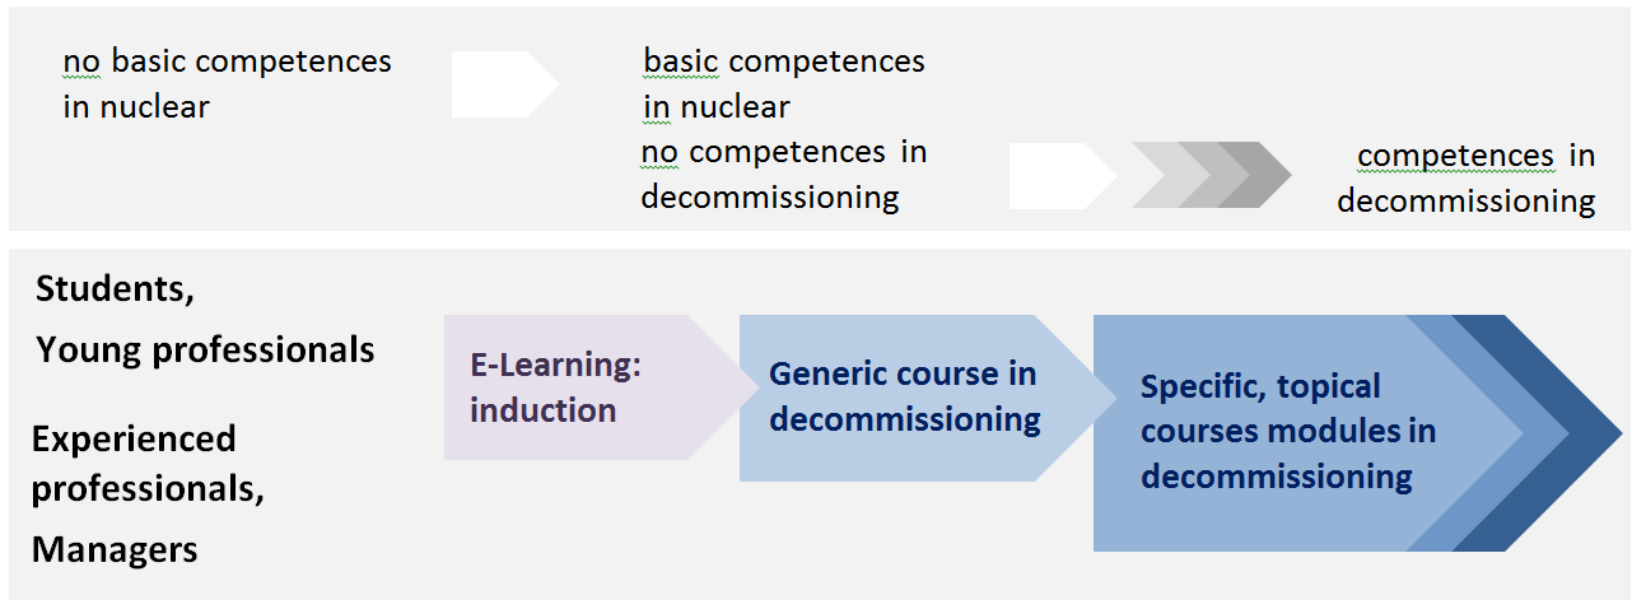 no basic competences
in nuclear
basic competences
in nuclear
no competences in
decommissioning
competences in
decommissioning
Students,
Young professionals
Experienced
professionals,
Managers
E-Learning:
induction
Generic course in
decommissioning
Specific, topical
courses modules in
decommissioning